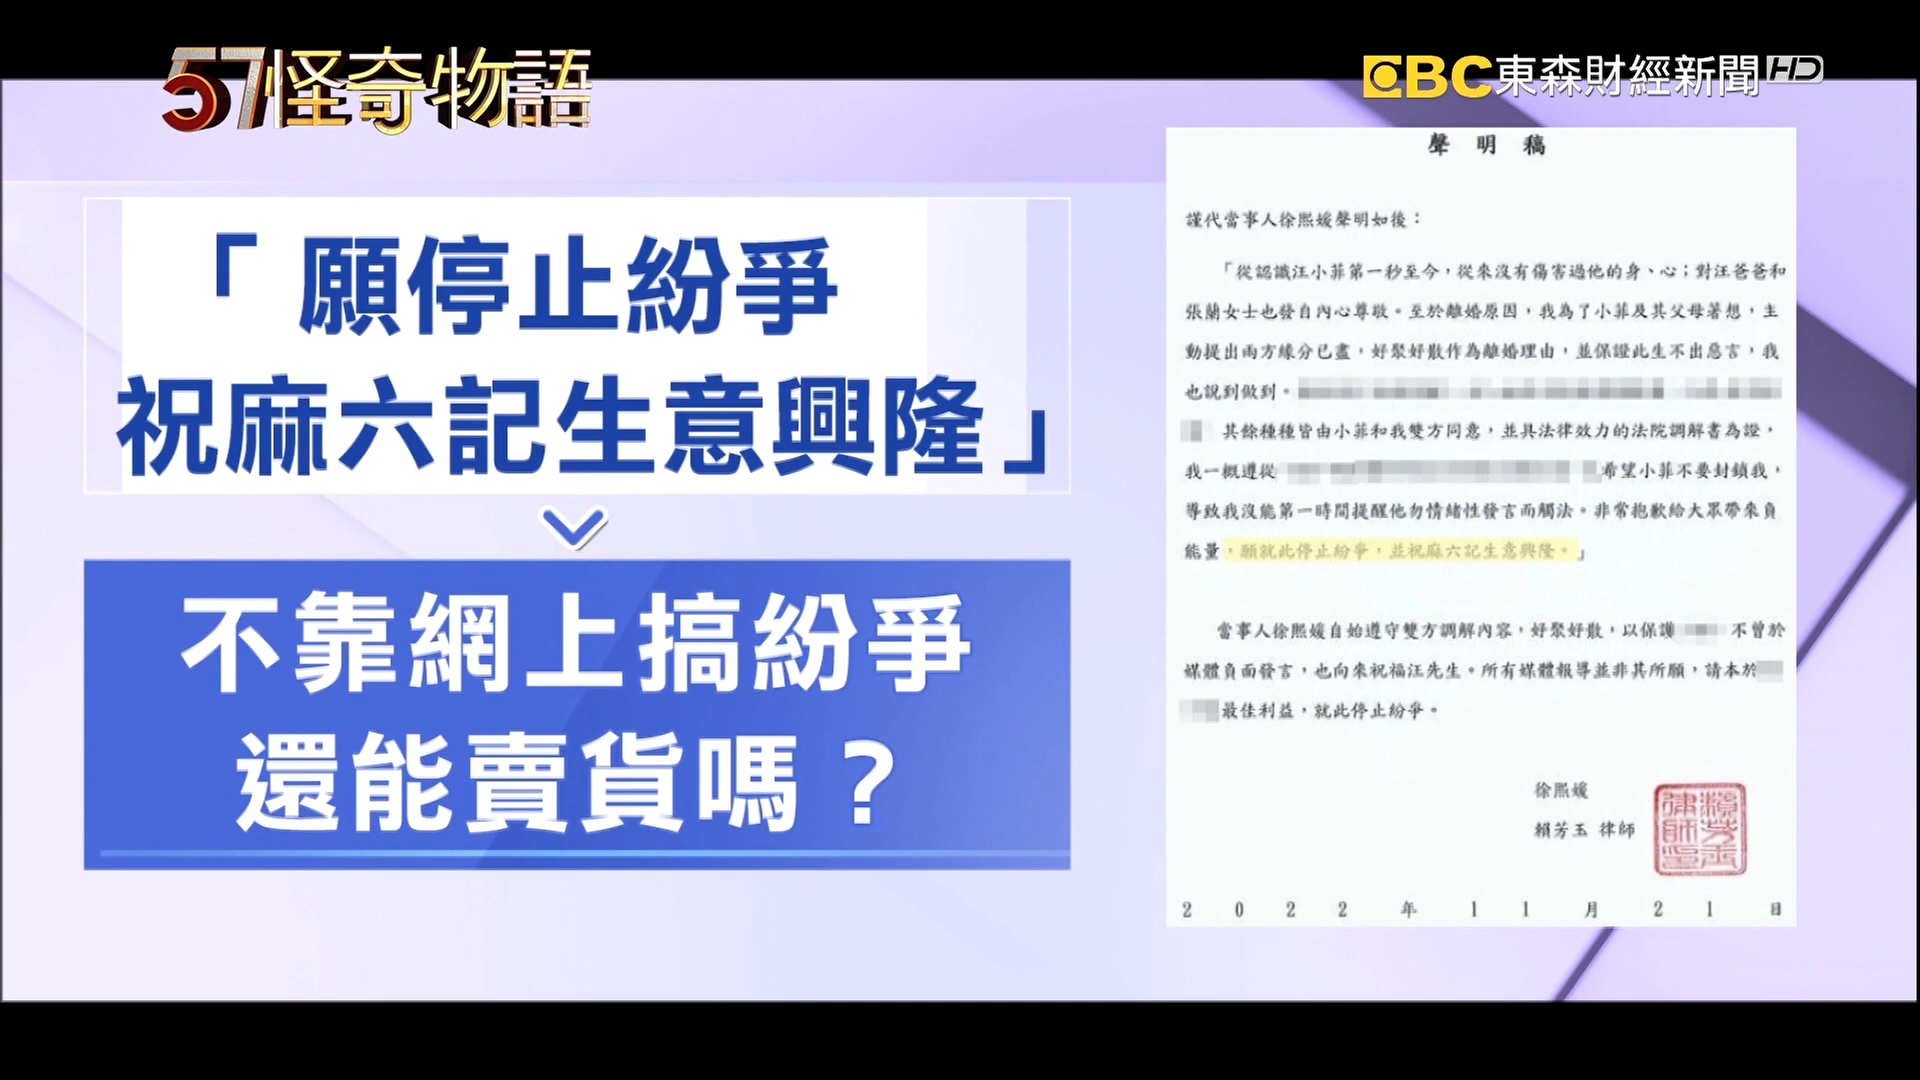 57怪奇物語
EBC東森財經新聞HD
「願停止紛爭
祝麻六記生意興隆」
不靠網上搞紛爭
還能賣貨嗎？
聲明稿
謹代當事人徐熙媛聲明如後：
「從認識汪小菲第一秒至今，從來沒有傷害過他的身、心；對汪爸爸和
張蘭女士也發自內心尊敬。至於離婚原因，我為了小菲及其父母著想，主
動提出兩方緣分已盡，好聚好散作為離婚理由，並保證此生不出惡言，我
也說到做到。
其餘種種皆由小菲和我雙方同意，並具法律效力的法院調解書為證，
我一概遵從 希望小菲不要封鎖我，
導致我沒能第一時間提醒他勿情緒性發言而觸法。非常抱歉給大眾帶來負
能量，願就此停止紛爭，並祝麻六記生意興隆。」
當事人徐熙媛自始遵守雙方調解內容，好聚好散，以保護 不曾於
媒體負面發言，也向來祝福汪先生。所有媒體報導並非其所願，請本於
最佳利益，就此停止紛爭。
徐熙媛
賴芳玉 律師
賴芳玉律師印
2022年11月21日